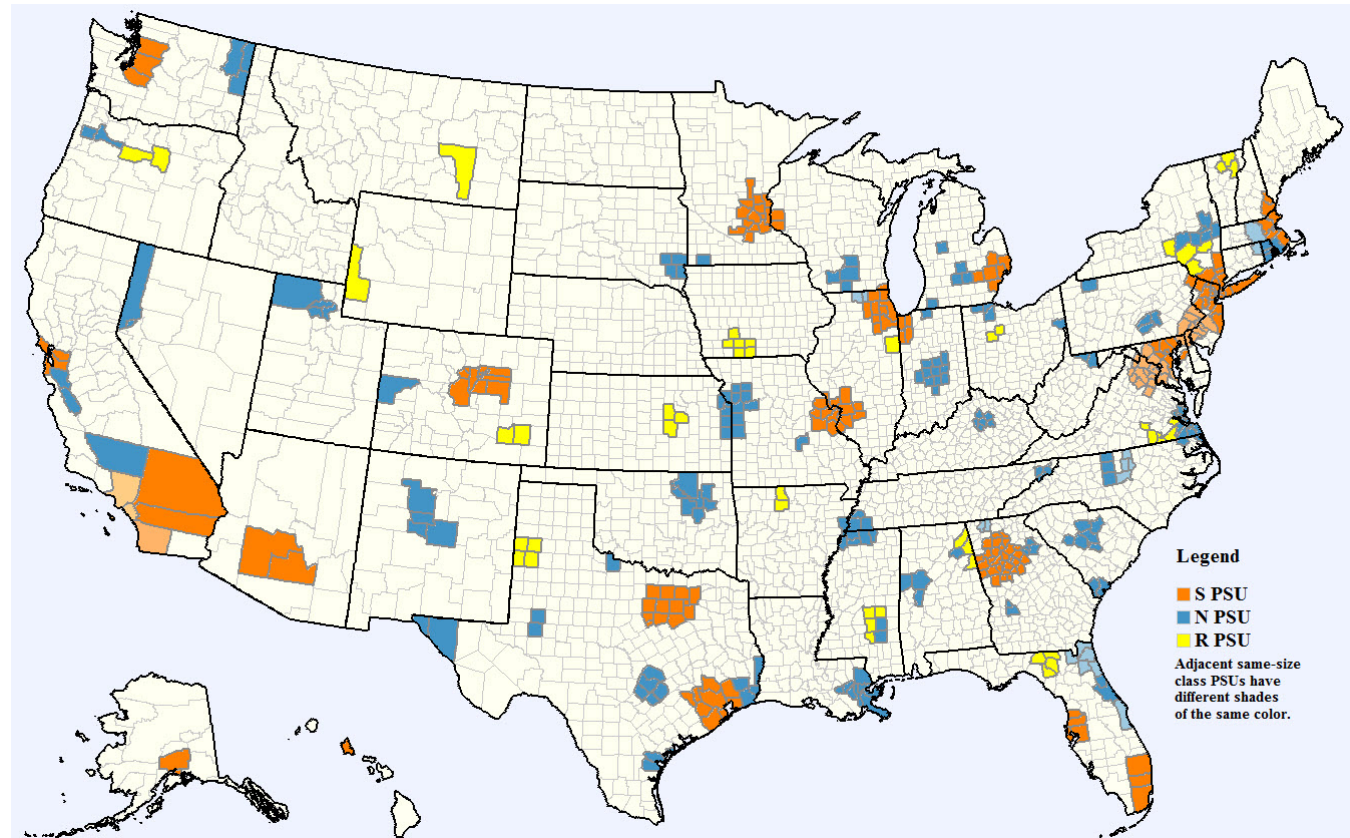 Legend
S PSU
N PSU
R PSU
Adjacent same-size
class PSUs have
different shades
of the same color.